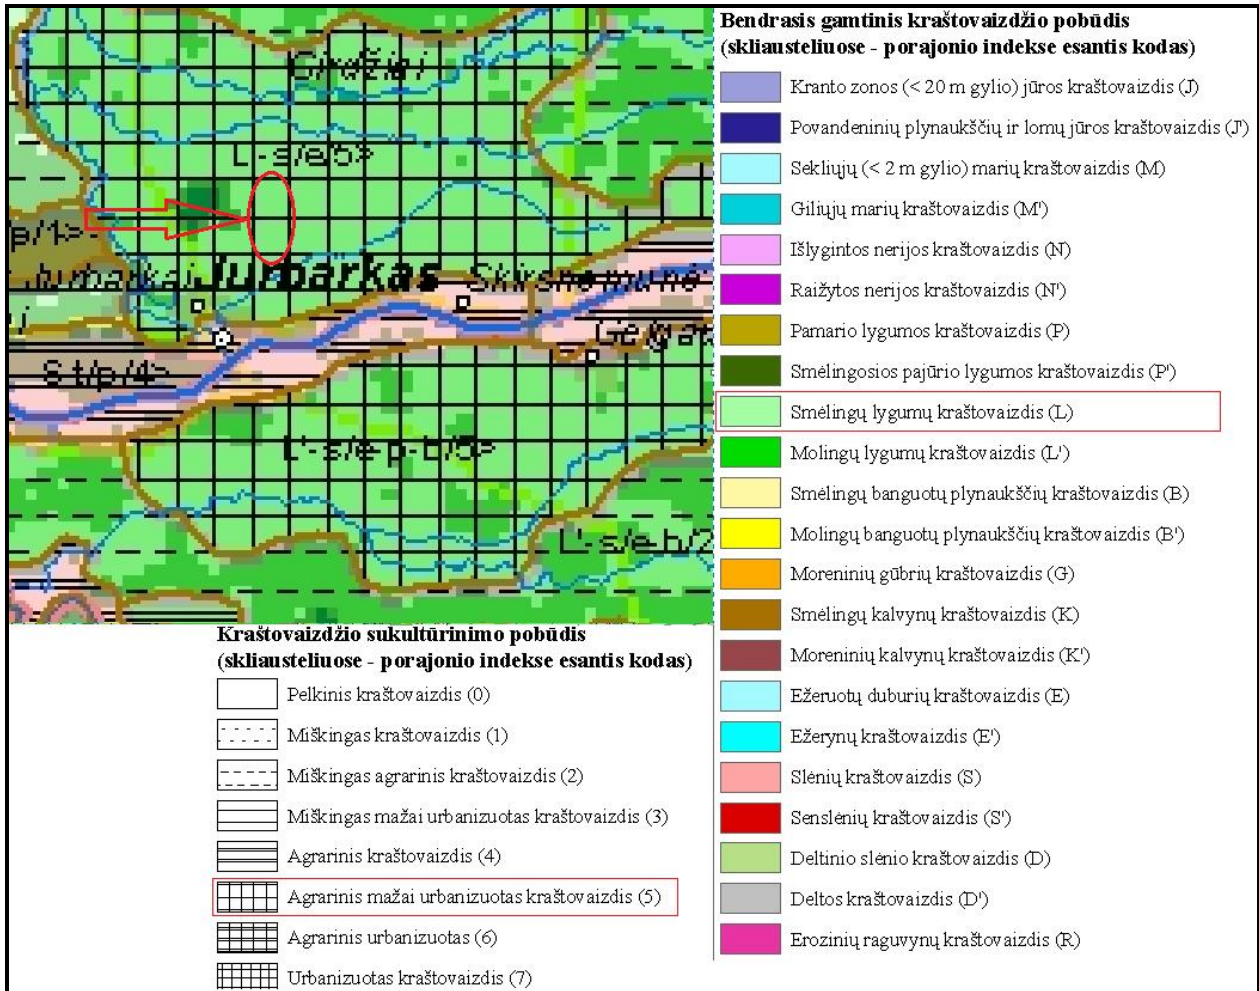 Girdžiai
L'-s/e/5>
p/1>
Jurbarkas
Jurbarkas
Skirsnemunė
S t/p/4>
L'-s/e-p-b/5>
L'-s/e-b/2
Kraštovaizdžio sukultūrinimo pobūdis
(skliausteliuose - porajonio indekse esantis kodas)
Pelkinis kraštovaizdis (0)
Miškingas kraštovaizdis (1)
Miškingas agrarinis kraštovaizdis (2)
Miškingas mažai urbanizuotas kraštovaizdis (3)
Agrarinis kraštovaizdis (4)
Agrarinis mažai urbanizuotas kraštovaizdis (5)
Agrarinis urbanizuotas (6)
Urbanizuotas kraštovaizdis (7)
Bendrasis gamtinis kraštovaizdžio pobūdis
(skliausteliuose - porajonio indekse esantis kodas)
Kranto zonos (< 20 m gylio) jūros kraštovaizdis (J)
Povandeninių plynaukščių ir lomų jūros kraštovaizdis (J')
Sekliųjų (< 2 m gylio) marių kraštovaizdis (M)
Giliųjų marių kraštovaizdis (M')
Išlygintos nerijos kraštovaizdis (N)
Raižytos nerijos kraštovaizdis (N')
Pamario lygumos kraštovaizdis (P)
Smėlingosios pajūrio lygumos kraštovaizdis (P')
Smėlingų lygumų kraštovaizdis (L)
Molingų lygumų kraštovaizdis (L')
Smėlingų banguotų plynaukščių kraštovaizdis (B)
Molingų banguotų plynaukščių kraštovaizdis (B')
Moreninių gūbrių kraštovaizdis (G)
Smėlingų kalvynų kraštovaizdis (K)
Moreninių kalvynų kraštovaizdis (K')
Ežeruotų duburių kraštovaizdis (E)
Ežerynų kraštovaizdis (E')
Slėnių kraštovaizdis (S)
Senslėnių kraštovaizdis (S')
Deltinio slėnio kraštovaizdis (D)
Deltos kraštovaizdis (D')
Erozinių raguvynų kraštovaizdis (R)